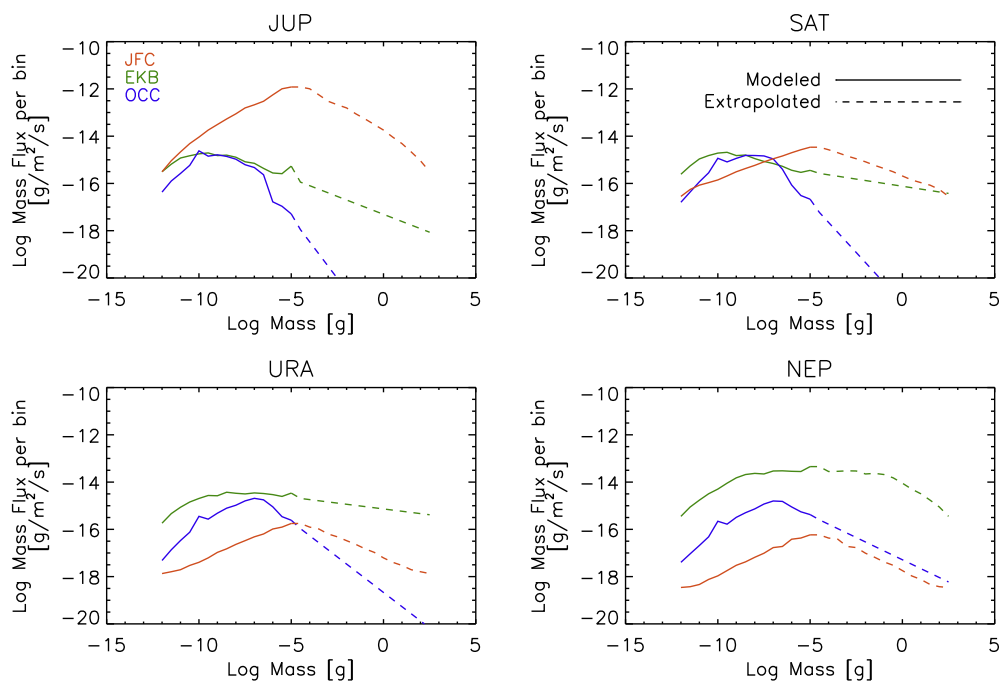 JUP
−10
−12
−14
−16
−18
−20
Log Mass Flux per bin
[g/m²/s]
JFC
EKB
OCC
−15
−10
−5
0
5
Log Mass [g]
SAT
−10
−12
−14
−16
−18
−20
Log Mass Flux per bin
[g/m²/s]
Modeled
Extrapolated
−15
−10
−5
0
5
Log Mass [g]
URA
−10
−12
−14
−16
−18
−20
Log Mass Flux per bin
[g/m²/s]
−15
−10
−5
0
5
Log Mass [g]
NEP
−10
−12
−14
−16
−18
−20
Log Mass Flux per bin
[g/m²/s]
−15
−10
−5
0
5
Log Mass [g]